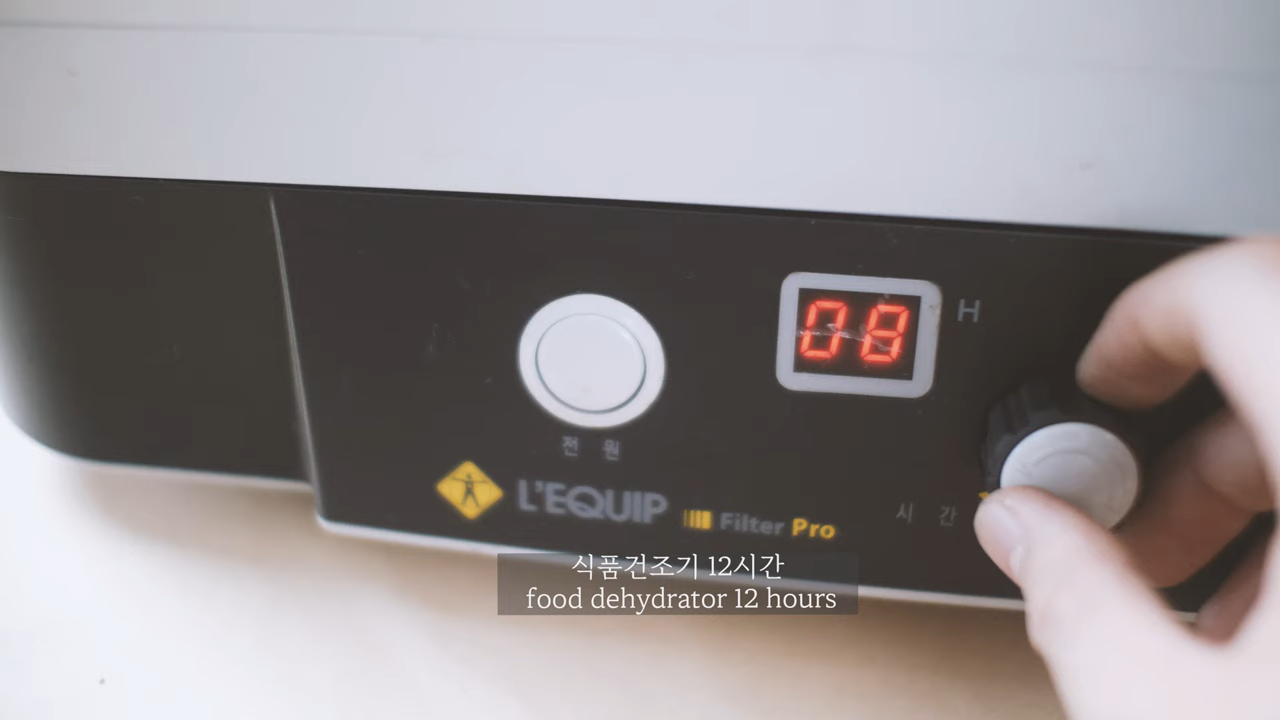 08 H
전 원
L'EQUIP Filter Pro
시 간
식품건조기 12시간
food dehydrator 12 hours